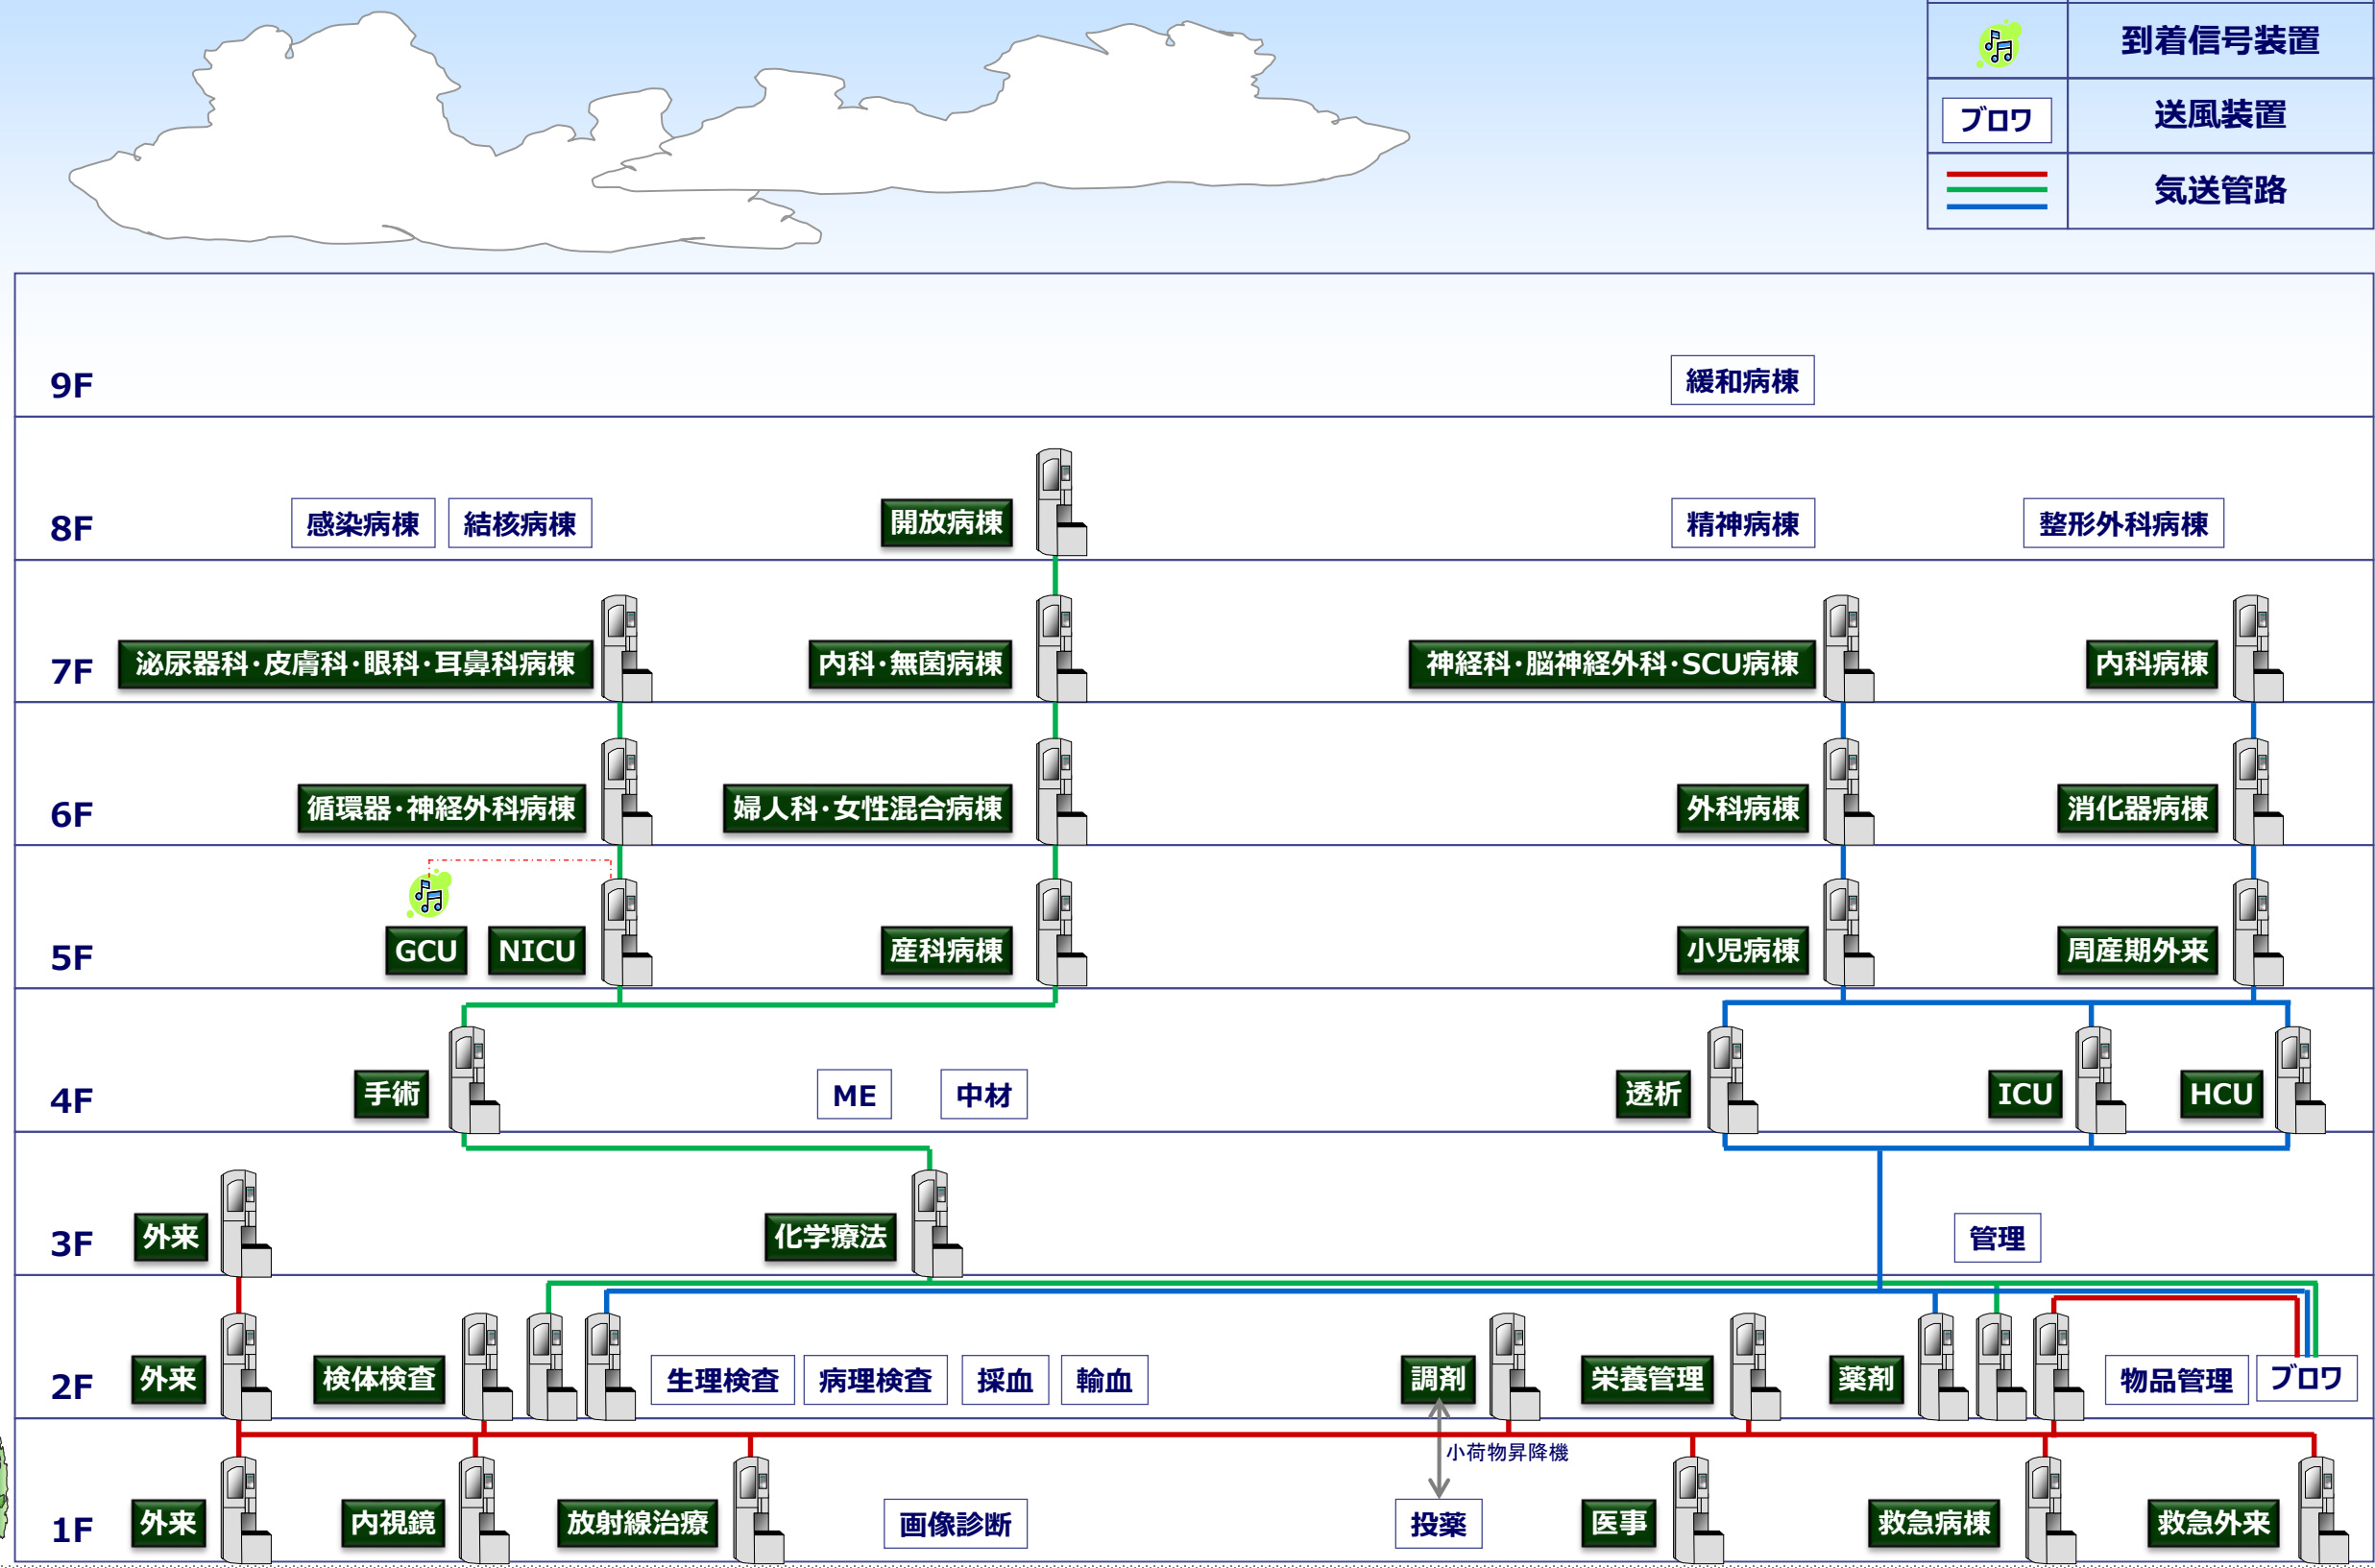 到着信号装置
ブロワ 送風装置
気送管路
9F 緩和病棟
8F 感染病棟 結核病棟 開放病棟 精神病棟 整形外科病棟
7F 泌尿器科・皮膚科・眼科・耳鼻科病棟 内科・無菌病棟 神経科・脳神経外科・SCU病棟 内科病棟
6F 循環器・神経外科病棟 婦人科・女性混合病棟 外科病棟 消化器病棟
5F GCU NICU 産科病棟 小児病棟 周産期外来
4F 手術 ME 中材 透析 ICU HCU
3F 外来 化学療法 管理
2F 外来 検体検査 生理検査 病理検査 採血 輸血 調剤 栄養管理 薬剤 物品管理 ブロワ
小荷物昇降機
1F 外来 内視鏡 放射線治療 画像診断 投薬 医事 救急病棟 救急外来